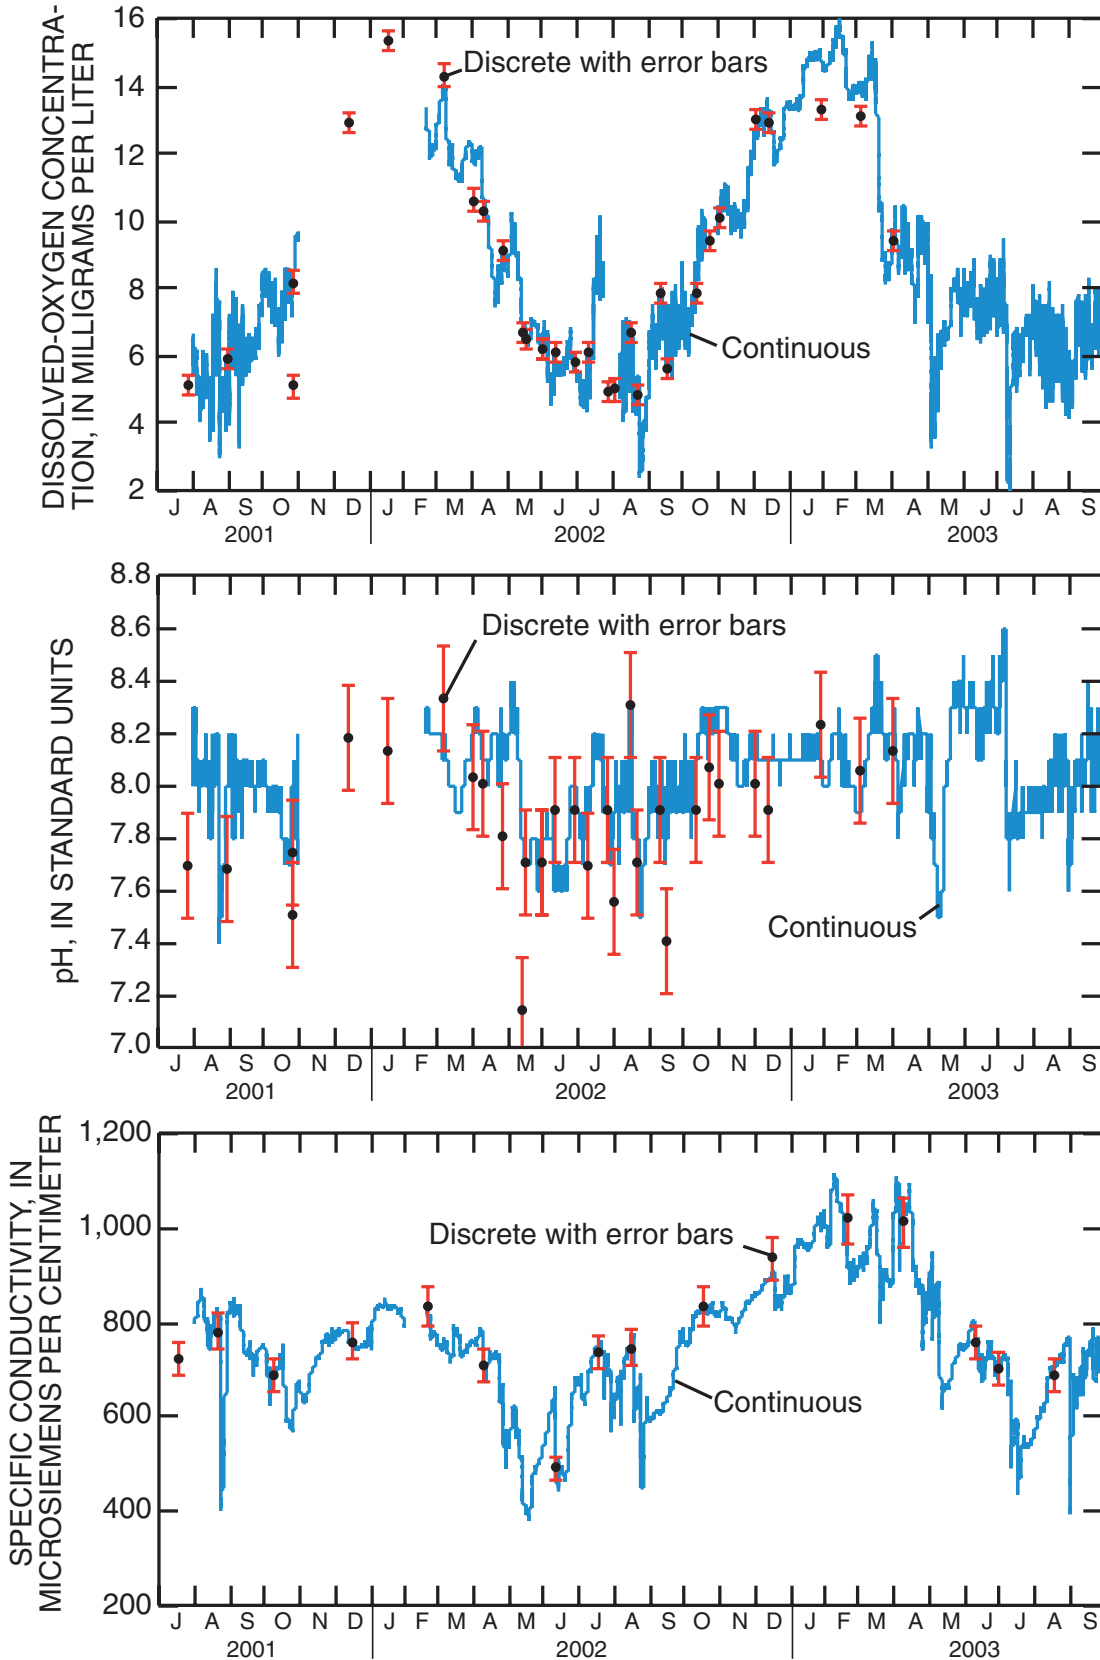 DISSOLVED-OXYGEN CONCENTRA-
TION, IN MILLIGRAMS PER LITER
16
14
12
10
8
6
4
2
Discrete with error bars
Continuous
J A S O N D J F M A M J J A S O N D J F M A M J J A S
2001 2002 2003
pH, IN STANDARD UNITS
8.8
8.6
8.4
8.2
8.0
7.8
7.6
7.4
7.2
7.0
Discrete with error bars
Continuous
J A S O N D J F M A M J J A S O N D J F M A M J J A S
2001 2002 2003
SPECIFIC CONDUCTIVITY, IN
MICROSIEMENS PER CENTIMETER
1,200
1,000
800
600
400
200
Discrete with error bars
Continuous
J A S O N D J F M A M J J A S O N D J F M A M J J A S
2001 2002 2003